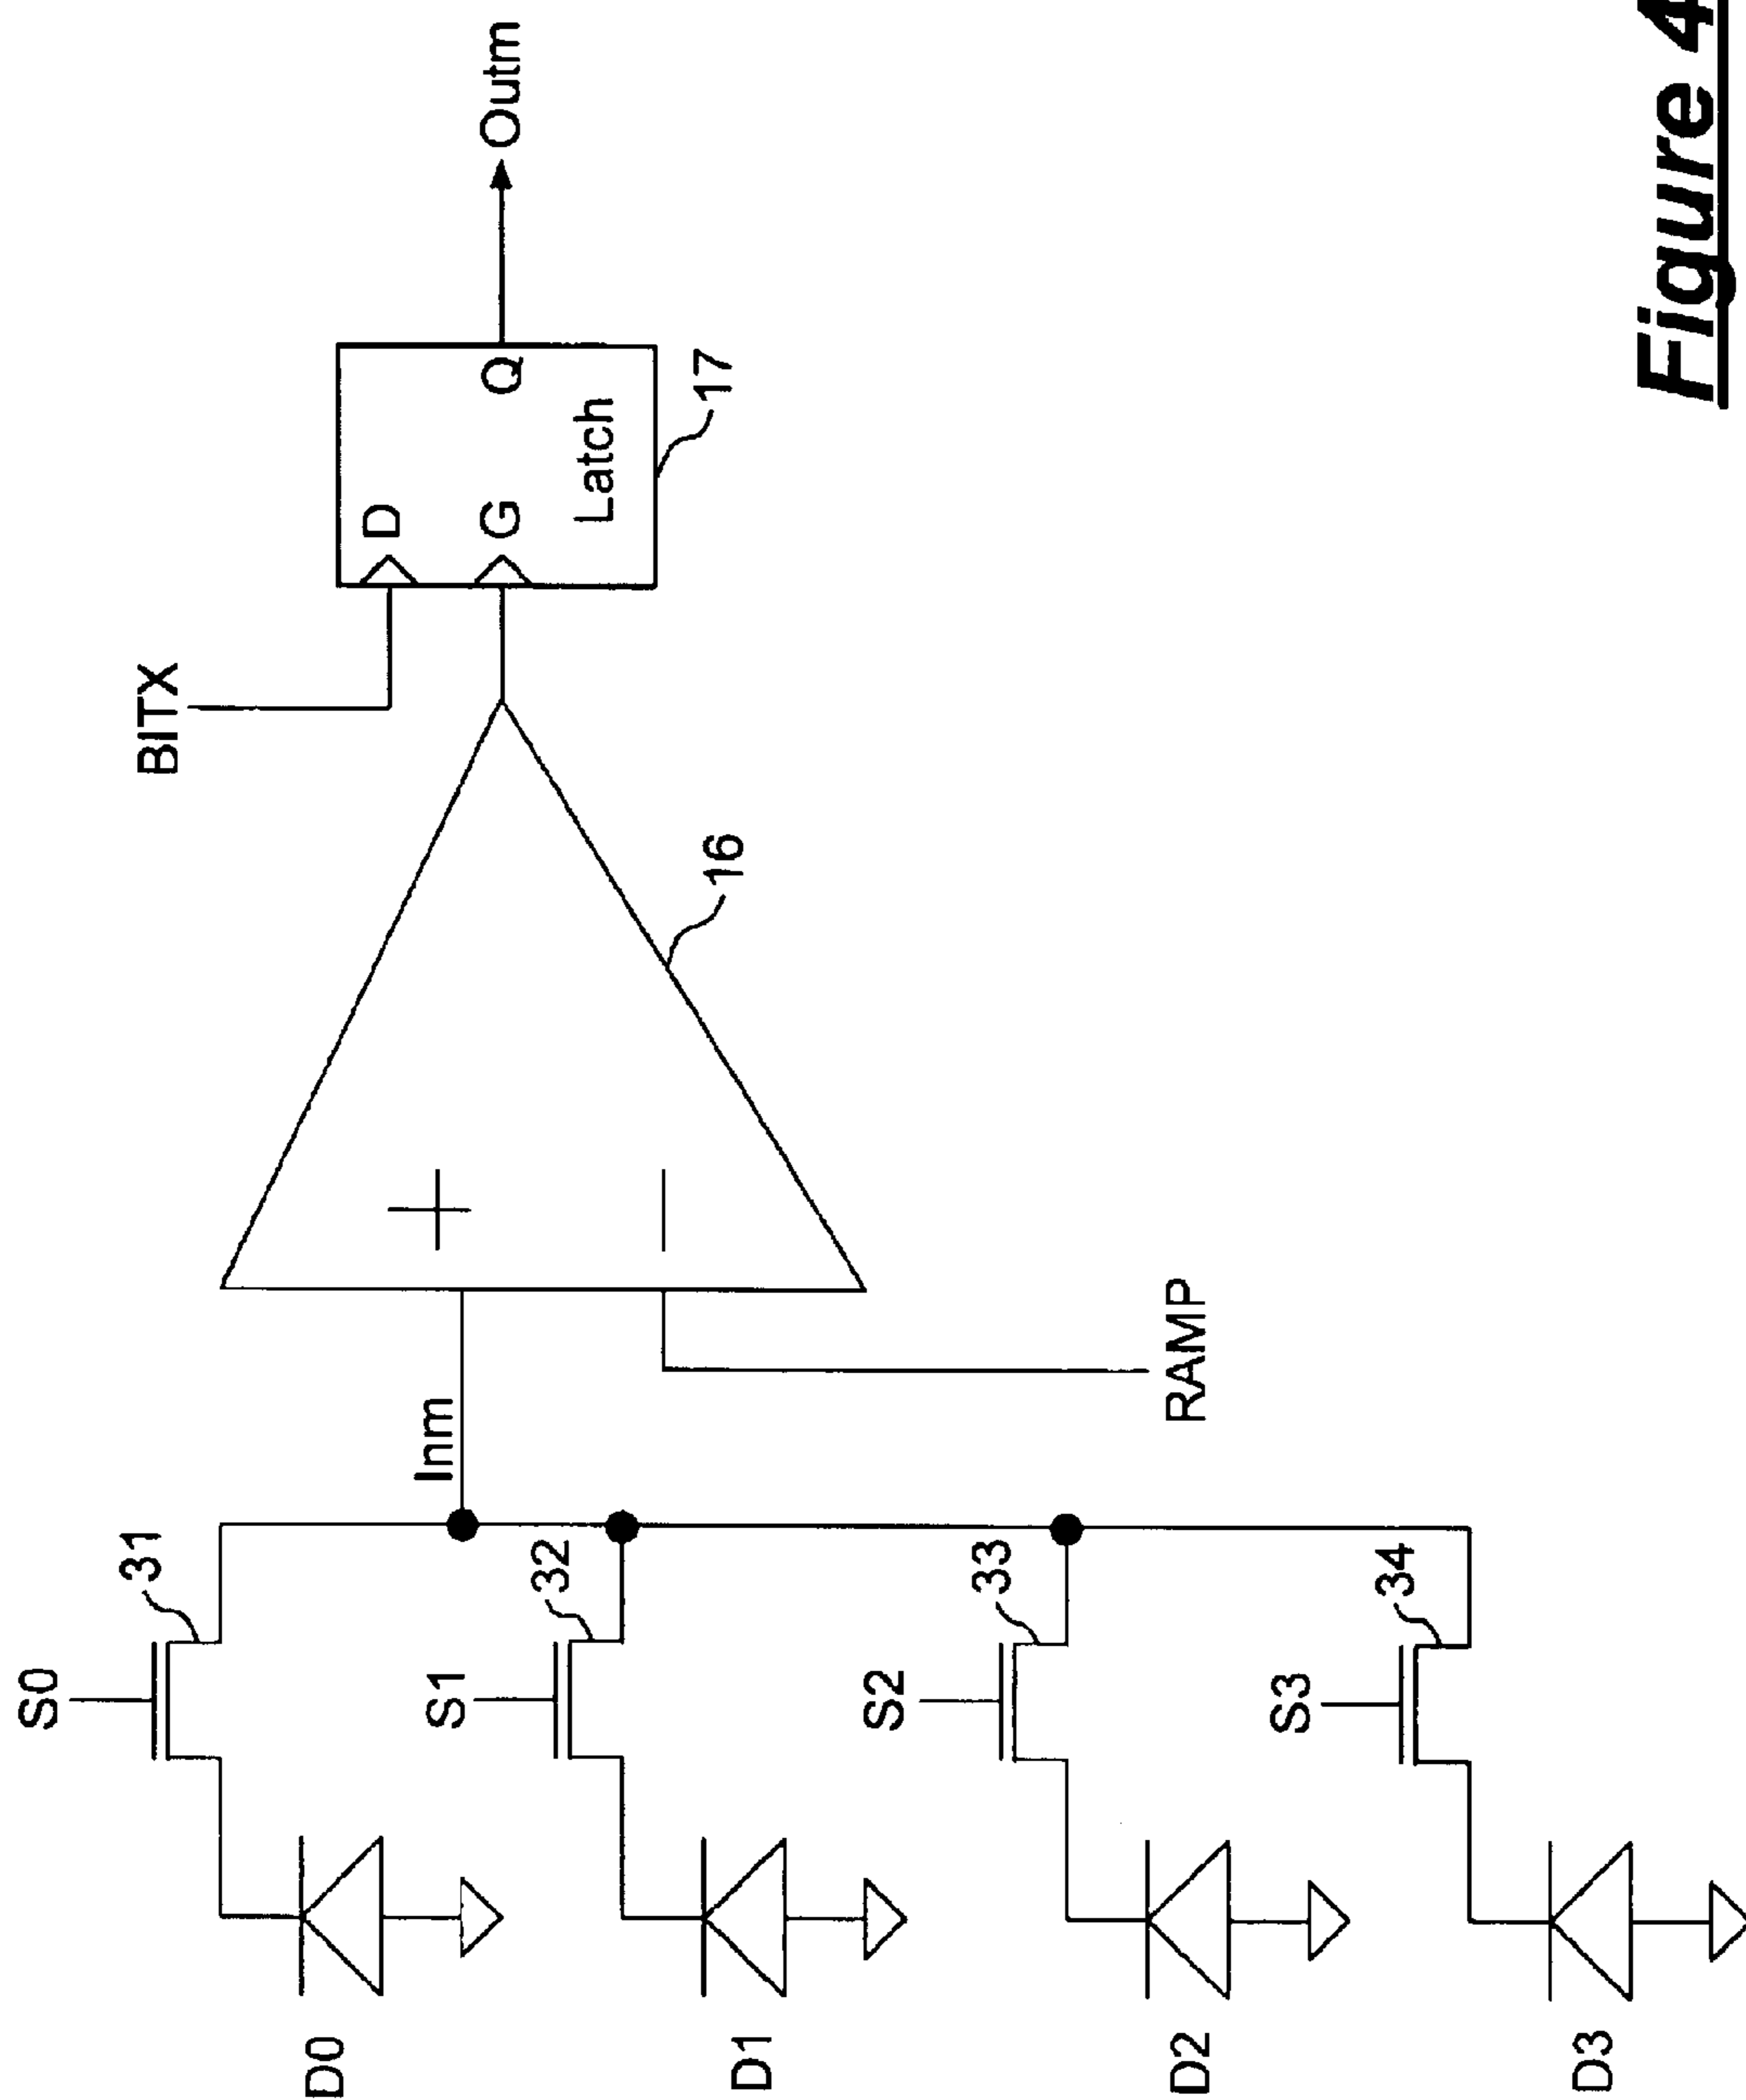 S0
31
D0
S1
32
D1
S2
33
D2
S3
34
D3
Inm
RAMP
+
—
16
BITX
D
G
Q
Latch
17
Outm
Figure 4